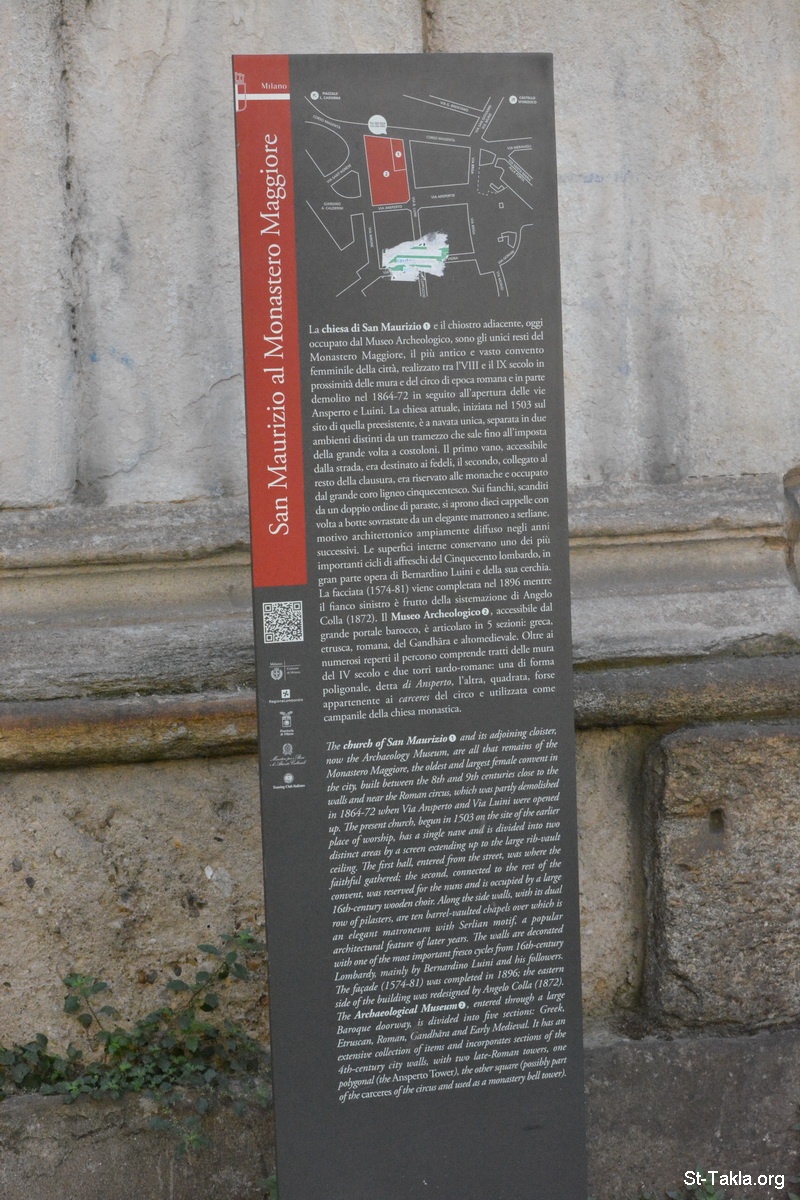 Milano
San Maurizio al Monastero Maggiore
PIAZZALE
L. CADORNA
CASTELLO
SFORZESCO
CORSO MAGENTA
CORSO MAGENTA
VIA MERAVIGLI
VIA ANSPERTO
VIA ANSPERTO
1
2
La chiesa di San Maurizio 1 e il chiostro adiacente, oggi
occupato dal Museo Archeologico, sono gli unici resti del
Monastero Maggiore, il più antico e vasto convento
femminile della città, realizzato tra l'VIII e il IX secolo in
prossimità delle mura e del circo di epoca romana e in parte
demolito nel 1864-72 in seguito all'apertura delle vie
Ansperto e Luini. La chiesa attuale, iniziata nel 1503 sul
sito di quella preesistente, è a navata unica, separata in due
ambienti distinti da un tramezzo che sale fino all'imposta
della grande volta a costoloni. Il primo vano, accessibile
dalla strada, era destinato ai fedeli, il secondo, collegato al
resto della clausura, era riservato alle monache e occupato
dal grande coro ligneo cinquecentesco. Sui fianchi, scanditi
da un doppio ordine di paraste, si aprono dieci cappelle con
volta a botte sovrastate da un elegante matroneo a serliane,
motivo architettonico ampiamente diffuso negli anni
successivi. Le superfici interne conservano uno dei più
importanti cicli di affreschi del Cinquecento lombardo, in
gran parte opera di Bernardino Luini e della sua cerchia.
La facciata (1574-81) viene completata nel 1896 mentre
il fianco sinistro è frutto della sistemazione di Angelo
Colla (1872). Il Museo Archeologico 2, accessibile dal
grande portale barocco, è articolato in 5 sezioni: greca,
etrusca, romana, del Gandhāra e altomedievale. Oltre ai
numerosi reperti il percorso comprende tratti delle mura
del IV secolo e due torri tardo-romane: una di forma
poligonale, detta di Ansperto, l'altra, quadrata, forse
appartenente ai carceres del circo e utilizzata come
campanile della chiesa monastica.
The church of San Maurizio 1 and its adjoining cloister,
now the Archaeology Museum, are all that remains of the
Monastero Maggiore, the oldest and largest female convent in
the city, built between the 8th and 9th centuries close to the
walls and near the Roman circus, which was partly demolished
in 1864-72 when Via Ansperto and Via Luini were opened
up. The present church, begun in 1503 on the site of the earlier
place of worship, has a single nave and is divided into two
distinct areas by a screen extending up to the large rib-vault
ceiling. The first hall, entered from the street, was where the
faithful gathered; the second, connected to the rest of the
convent, was reserved for the nuns and is occupied by a large
16th-century wooden choir. Along the side walls, with its dual
row of pilasters, are ten barrel-vaulted chapels over which is
an elegant matroneum with Serlian motif, a popular
architectural feature of later years. The walls are decorated
with one of the most important fresco cycles from 16th-century
Lombardy, mainly by Bernardino Luini and his followers.
The façade (1574-81) was completed in 1896; the eastern
side of the building was redesigned by Angelo Colla (1872).
The Archaeological Museum 2, entered through a large
Baroque doorway, is divided into five sections: Greek,
Etruscan, Roman, Gandhāra and Early Medieval. It has an
extensive collection of items and incorporates sections of the
4th-century city walls, with two late-Roman towers, one
polygonal (the Ansperto Tower), the other square (possibly part
of the carceres of the circus and used as a monastery bell tower).
Touring Club Italiano
St-Takla.org